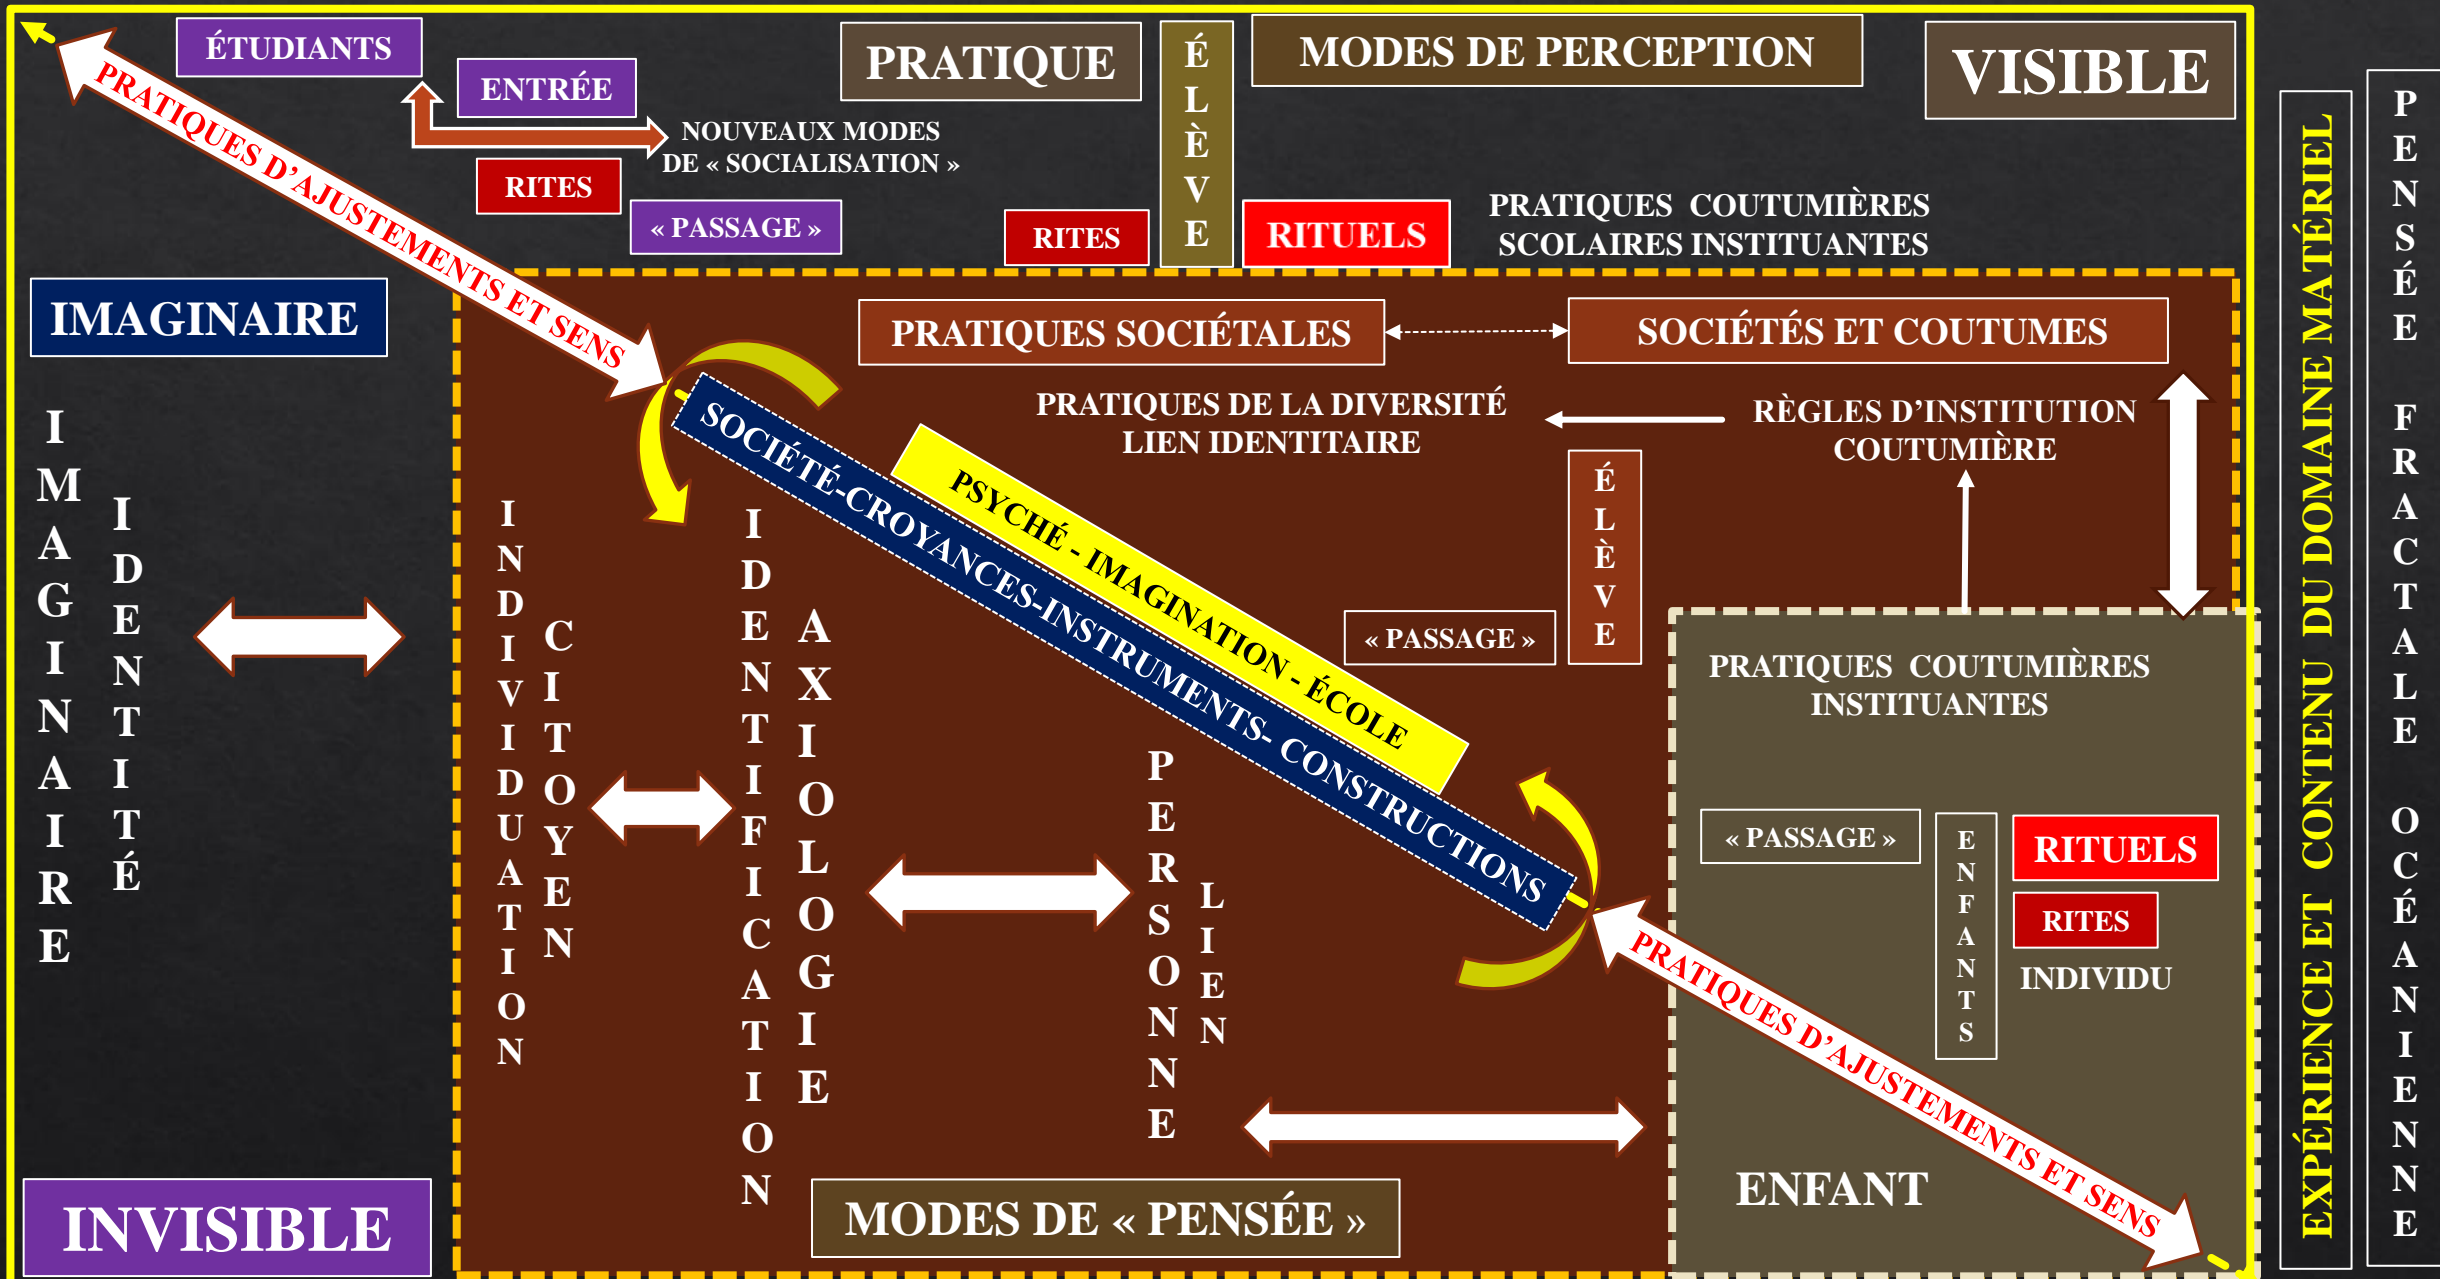 ÉTUDIANTS
ENTRÉE
PRATIQUE
ÉLÈVE
MODES DE PERCEPTION
VISIBLE
PRATIQUES D’AJUSTEMENTS ET SENS
NOUVEAUX MODES
DE « SOCIALISATION »
RITES
« PASSAGE »
RITES
RITUELS
PRATIQUES COUTUMIÈRES
SCOLAIRES INSTITUANTES
IMAGINAIRE
PRATIQUES SOCIÉTALES
SOCIÉTÉS ET COUTUMES
PRATIQUES DE LA DIVERSITÉ
LIEN IDENTITAIRE
RÈGLES D’INSTITUTION
COUTUMIÈRE
SOCIÉTÉ-CROYANCES-INSTRUMENTS- CONSTRUCTIONS
PSYCHÉ - IMAGINATION - ÉCOLE
ÉLÈVE
« PASSAGE »
IMAGINAIRE
IDENTITÉ
INDIVIDUATION
CITOYEN
IDENTIFICATION
AXIOLOGIE
PERSONNE
LIEN
PRATIQUES COUTUMIÈRES
INSTITUANTES
« PASSAGE »
ENFANTS
RITUELS
RITES
INDIVIDU
PRATIQUES D’AJUSTEMENTS ET SENS
ENFANT
INVISIBLE
MODES DE « PENSÉE »
EXPÉRIENCE ET CONTENU DU DOMAINE MATÉRIEL
PENSÉE FRACTALE OCÉANIENNE